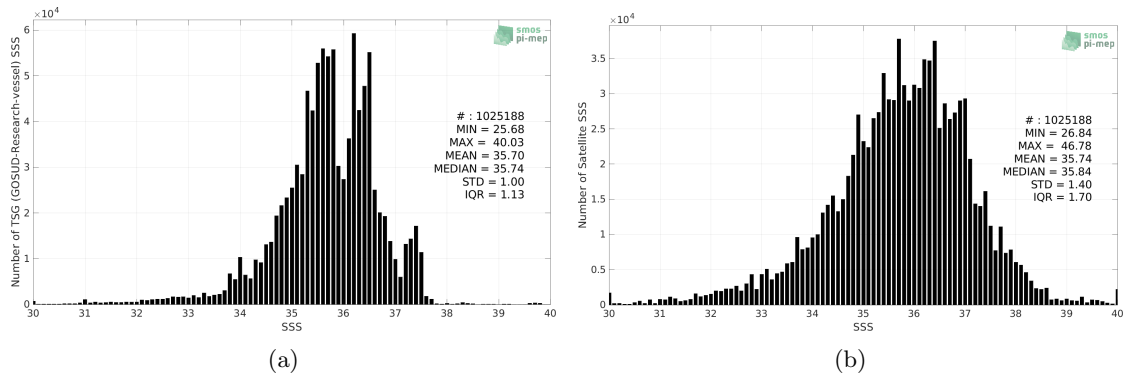 ×10⁴
6
5
4
3
2
1
0
Number of TSG (GOSUD-Research-vessel) SSS
30 31 32 33 34 35 36 37 38 39 40
SSS
smos
pi-mep
# : 1025188
MIN = 25.68
MAX = 40.03
MEAN = 35.70
MEDIAN = 35.74
STD = 1.00
IQR = 1.13
(a)
×10⁴
3.5
3
2.5
2
1.5
1
0.5
0
Number of Satellite SSS
30 31 32 33 34 35 36 37 38 39 40
SSS
smos
pi-mep
# : 1025188
MIN = 26.84
MAX = 46.78
MEAN = 35.74
MEDIAN = 35.84
STD = 1.40
IQR = 1.70
(b)